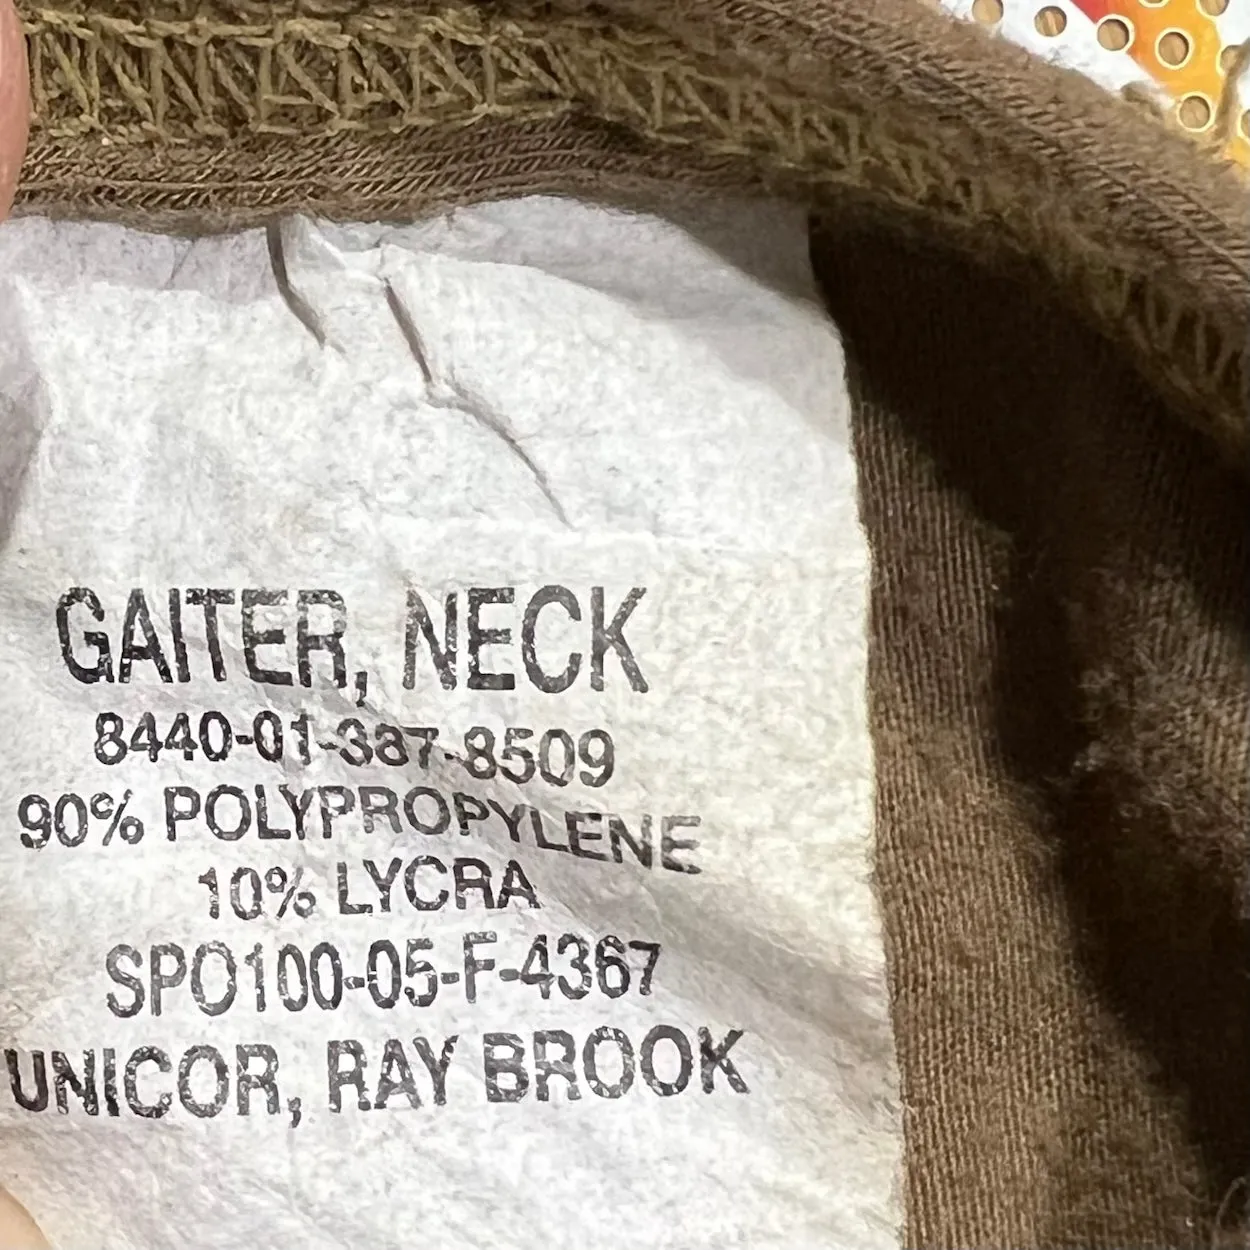 GAITER, NECK
8440-01-387-8509
90% POLYPROPYLENE
10% LYCRA
SPO100-05-F-4367
UNICOR, RAY BROOK